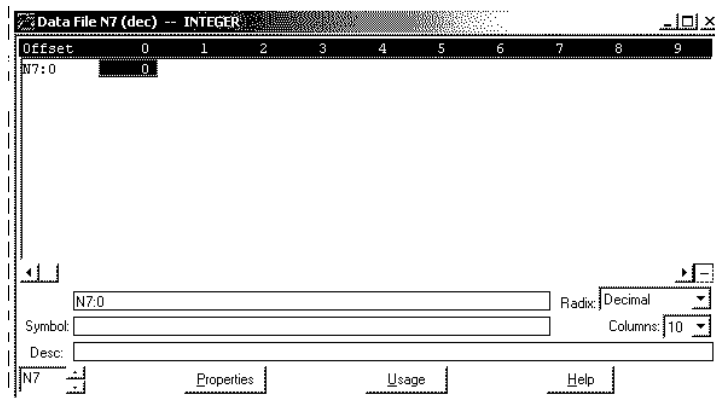 Data File N7 (dec) -- INTEGER
Offset 0 1 2 3 4 5 6 7 8 9
N7:0 0
N7:0 Radix: Decimal
Symbol: Columns: 10
Desc:
N7 Properties Usage Help